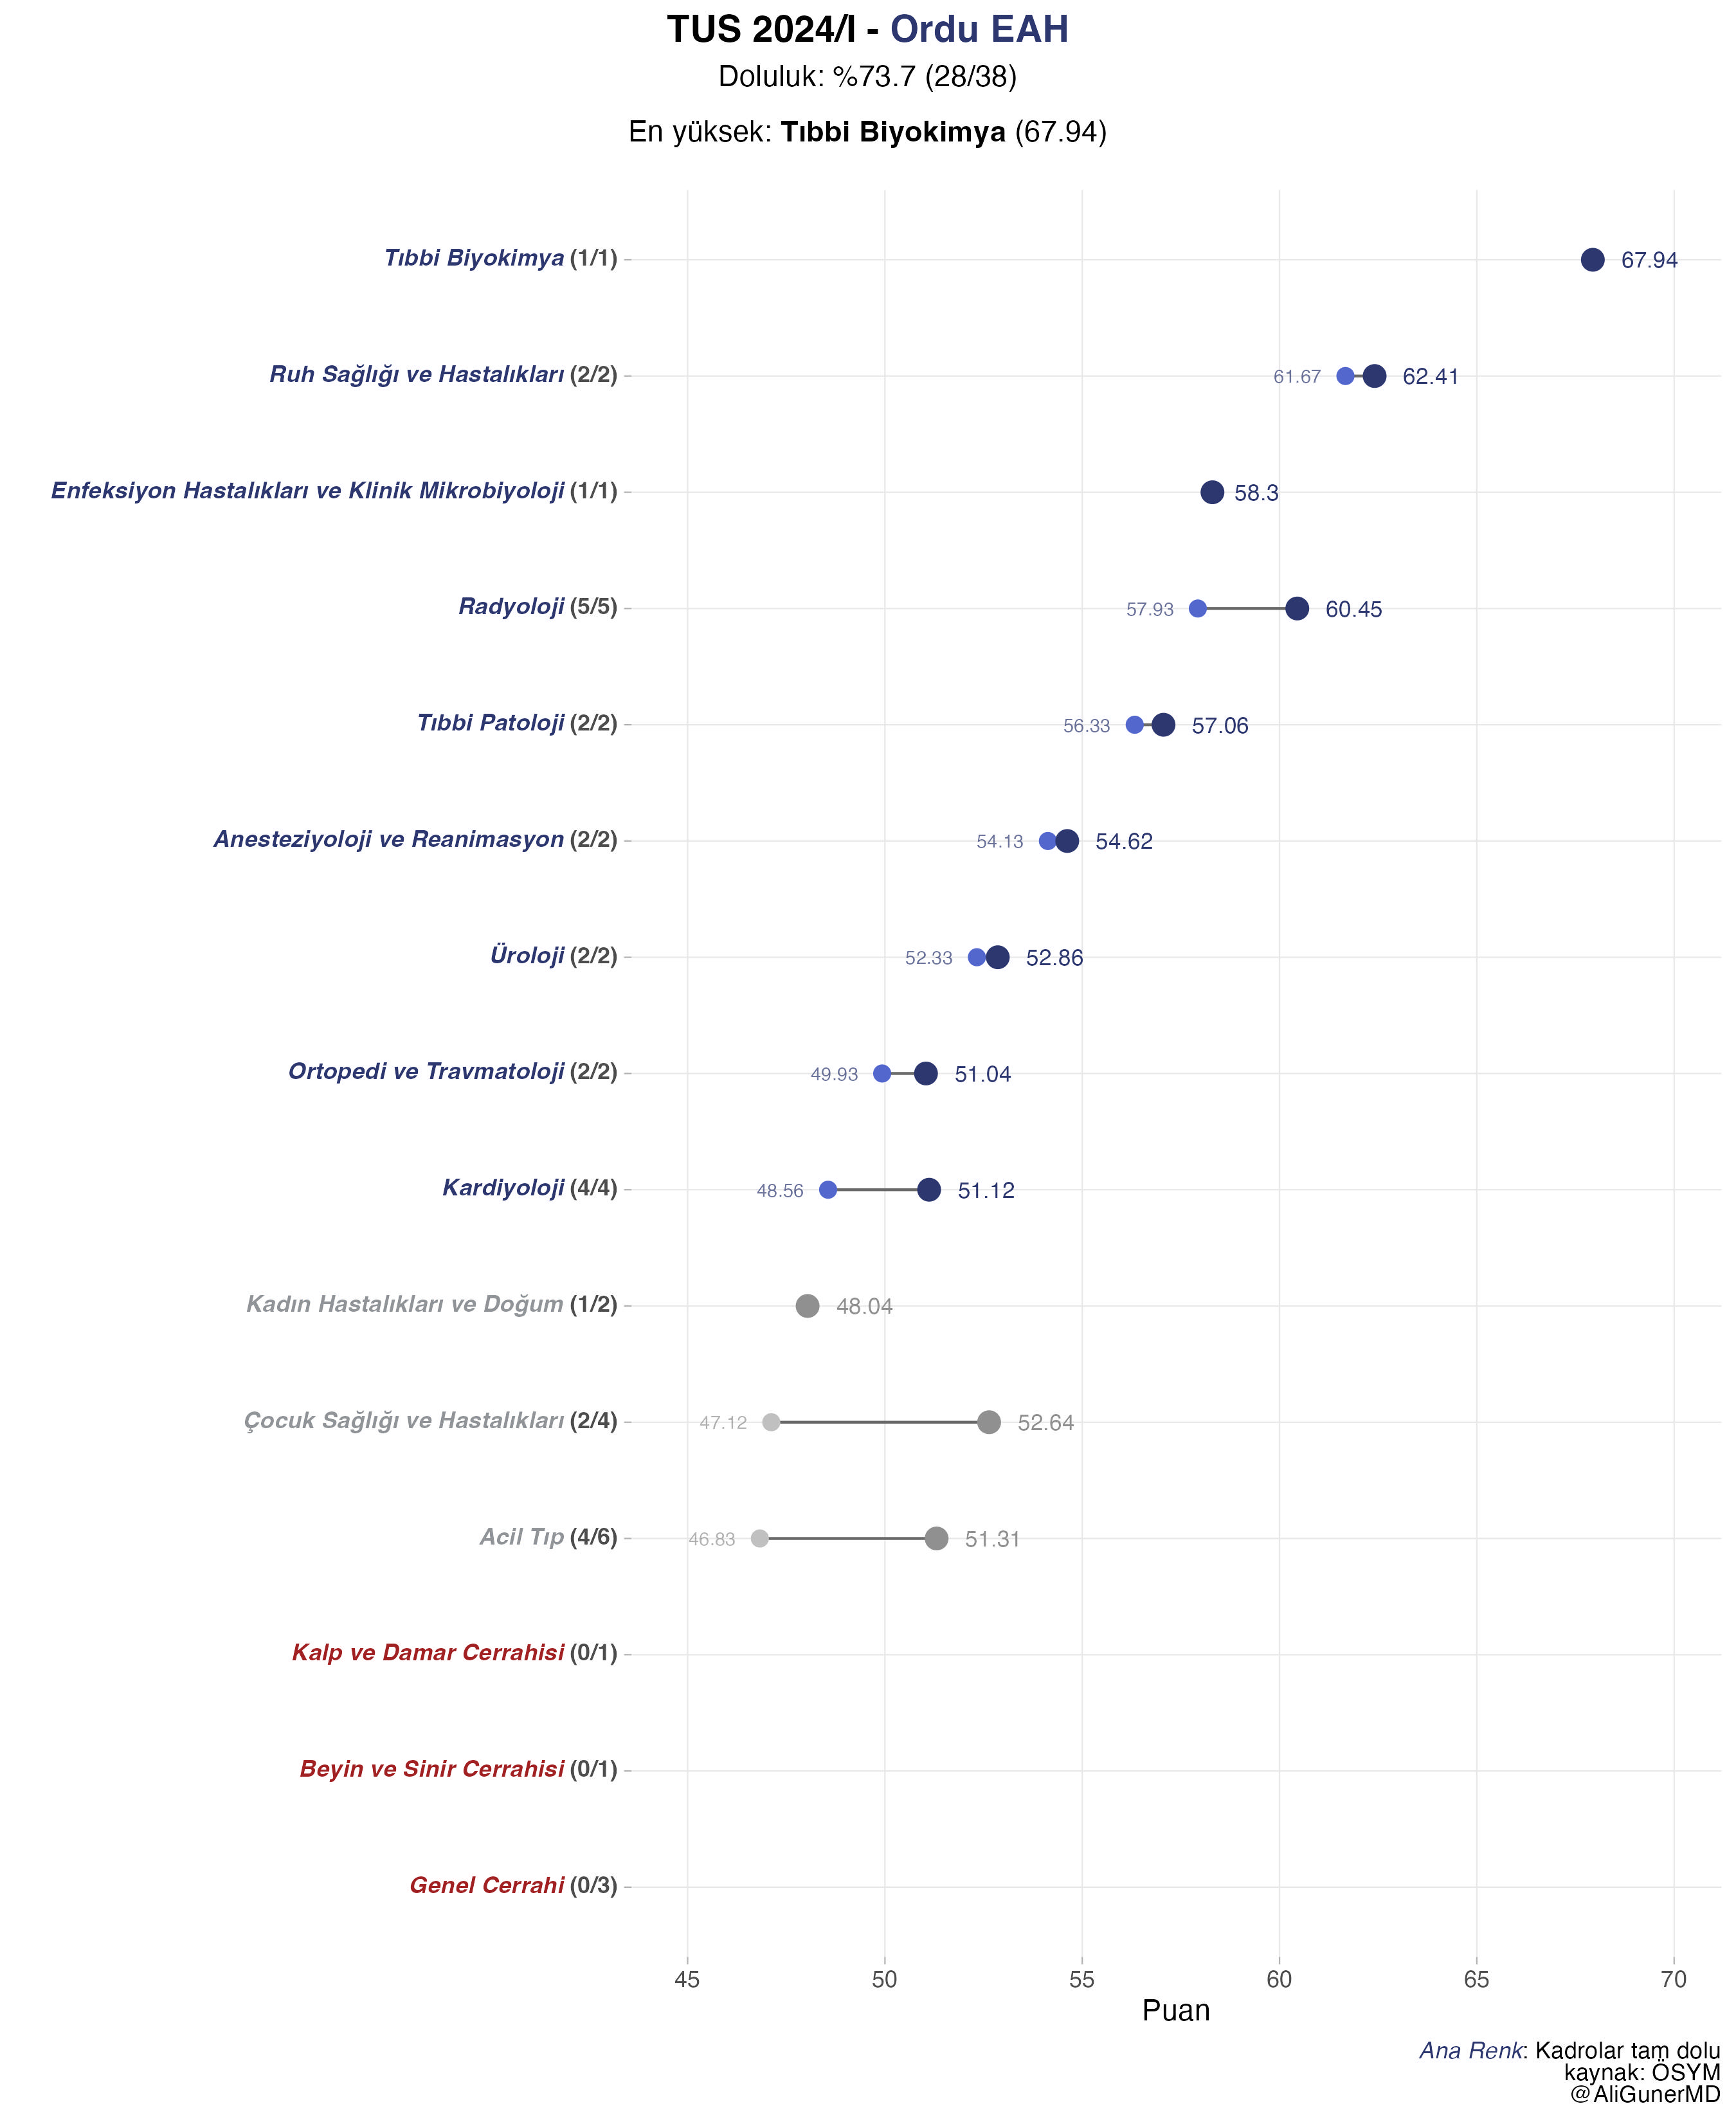 TUS 2024/I - Ordu EAH
Doluluk: %73.7 (28/38)
En yüksek: Tıbbi Biyokimya (67.94)
Tıbbi Biyokimya (1/1) 67.94
Ruh Sağlığı ve Hastalıkları (2/2) 61.67 62.41
Enfeksiyon Hastalıkları ve Klinik Mikrobiyoloji (1/1) 58.3
Radyoloji (5/5) 57.93 60.45
Tıbbi Patoloji (2/2) 56.33 57.06
Anesteziyoloji ve Reanimasyon (2/2) 54.13 54.62
Üroloji (2/2) 52.33 52.86
Ortopedi ve Travmatoloji (2/2) 49.93 51.04
Kardiyoloji (4/4) 48.56 51.12
Kadın Hastalıkları ve Doğum (1/2) 48.04
Çocuk Sağlığı ve Hastalıkları (2/4) 47.12 52.64
Acil Tıp (4/6) 46.83 51.31
Kalp ve Damar Cerrahisi (0/1)
Beyin ve Sinir Cerrahisi (0/1)
Genel Cerrahi (0/3)
45 50 55 60 65 70
Puan
Ana Renk: Kadrolar tam dolu
kaynak: ÖSYM
@AliGunerMD